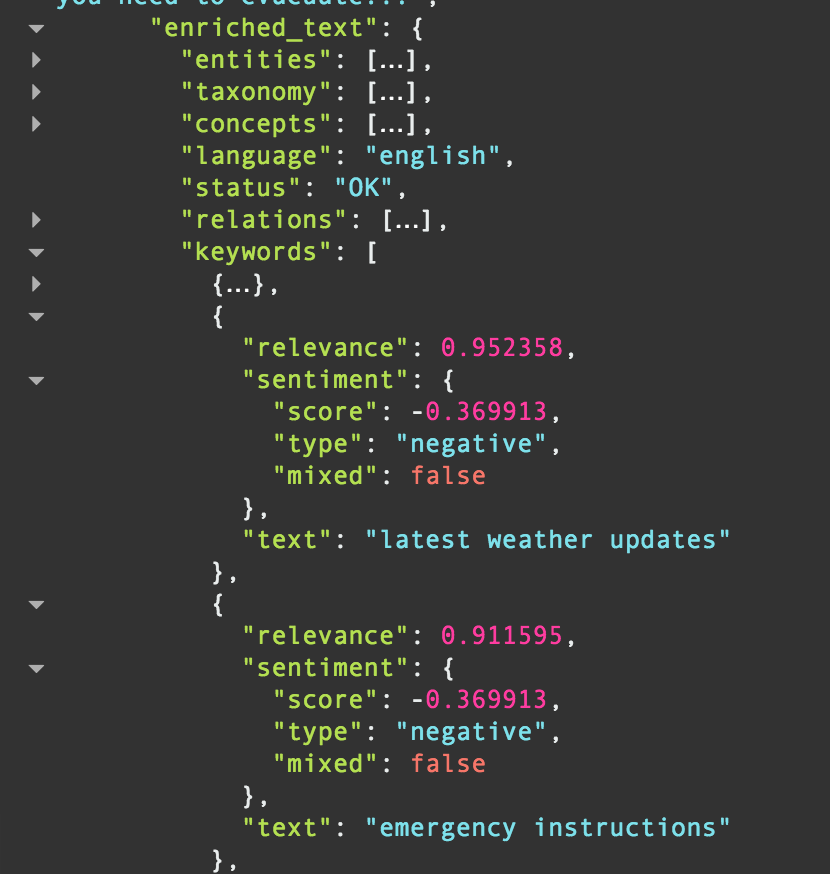 you need to evacuate!!!",
"enriched_text": {
"entities": [...],
"taxonomy": [...],
"concepts": [...],
"language": "english",
"status": "OK",
"relations": [...],
"keywords": [
{...},
{
"relevance": 0.952358,
"sentiment": {
"score": -0.369913,
"type": "negative",
"mixed": false
},
"text": "latest weather updates"
},
{
"relevance": 0.911595,
"sentiment": {
"score": -0.369913,
"type": "negative",
"mixed": false
},
"text": "emergency instructions"
},